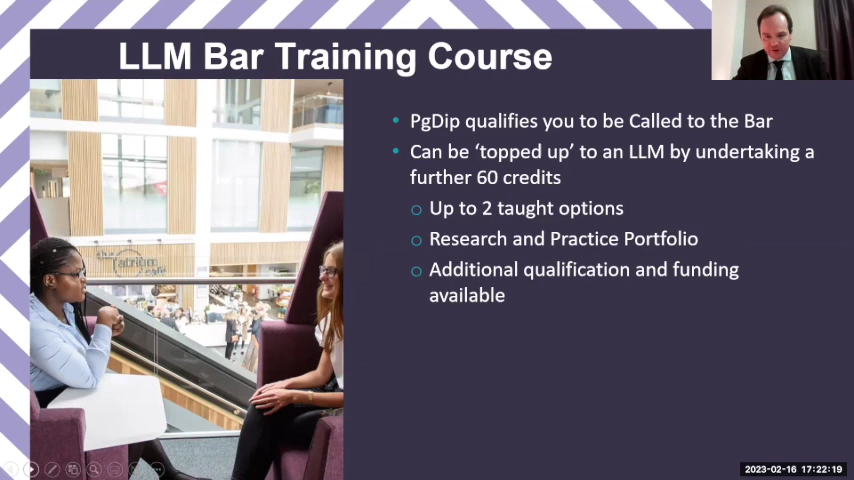 LLM Bar Training Course
• PgDip qualifies you to be Called to the Bar
• Can be ‘topped up’ to an LLM by undertaking a
further 60 credits
o Up to 2 taught options
o Research and Practice Portfolio
o Additional qualification and funding
available
atrium
café
2023-02-16 17:22:19